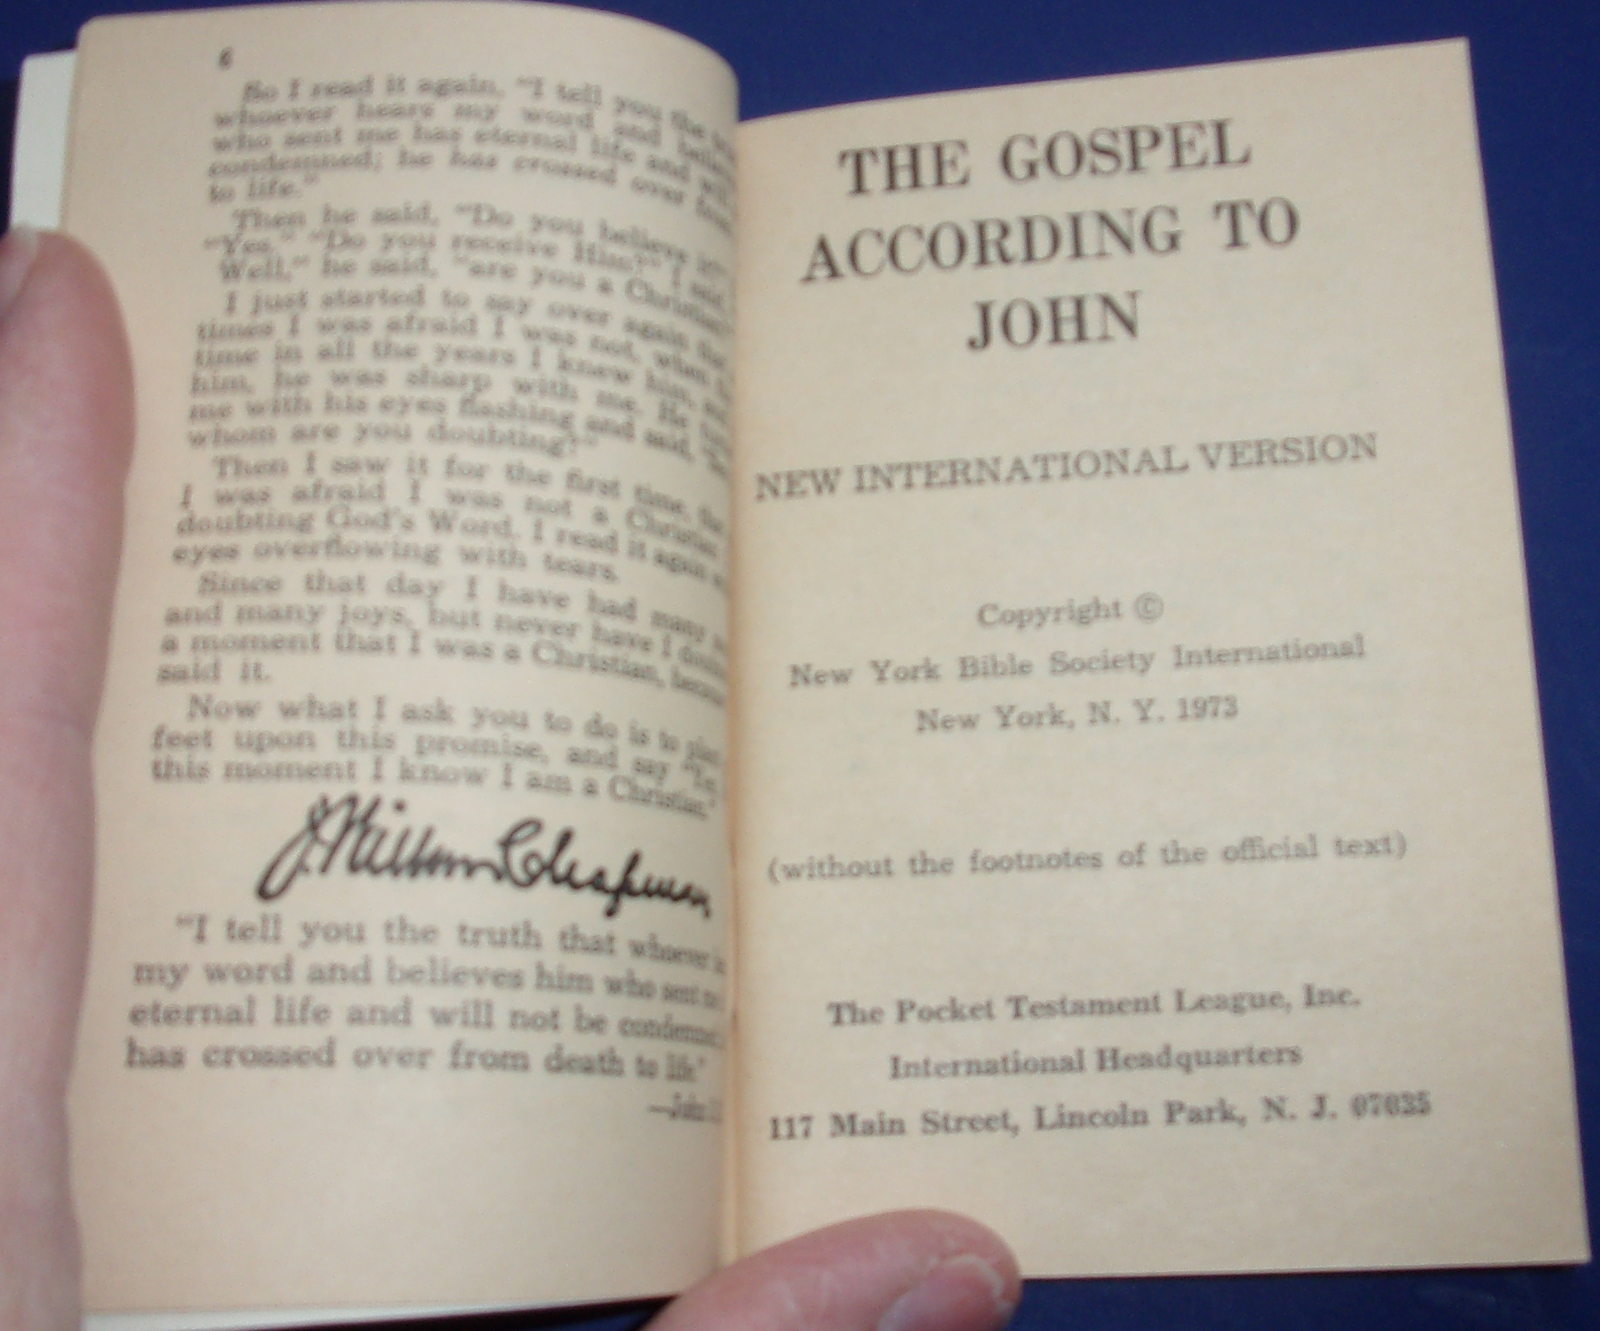 6
So I read it again, "I tell you the
whoever hears my word and
who sent me has eternal life and
condemned; he has crossed over
to life."
Then he said, "Do you believe
"Yes." "Do you receive Him?" I said
Well," he said, "are you a Christian
I just started to say over again
times I was afraid I was not, when
time in all the years I knew him,
him, he was sharp with me. He
me with his eyes flashing and said,
whom are you doubting?"
Then I saw it for the first time,
I was afraid I was not a Christian
doubting God's Word. I read it again
eyes overflowing with tears.
Since that day I have had many
and many joys, but never have I
a moment that I was a Christian,
said it.
Now what I ask you to do is to
feet upon this promise, and say
this moment I know I am a Christian."
J. Wilbur Chapman
"I tell you the truth that whoever
my word and believes him who sent
eternal life and will not be
has crossed over from death to life"
—John
THE GOSPEL
ACCORDING TO
JOHN
NEW INTERNATIONAL VERSION
Copyright ©
New York Bible Society International
New York, N. Y. 1973
(without the footnotes of the official text)
The Pocket Testament League, Inc.
International Headquarters
117 Main Street, Lincoln Park, N. J. 07035